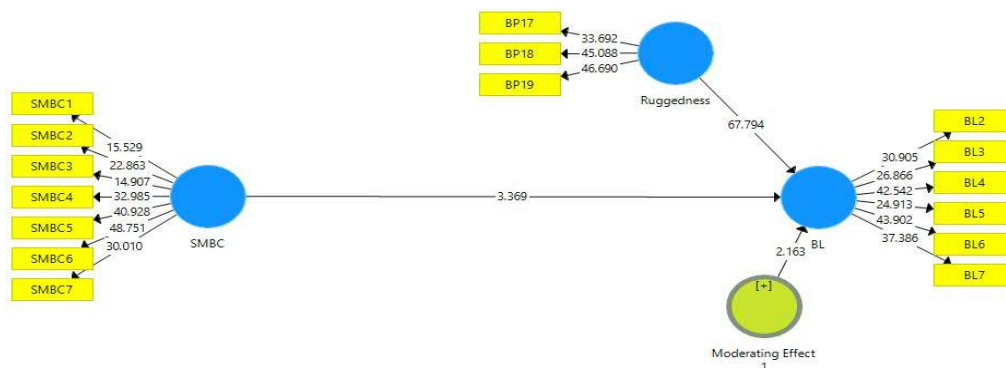 BP17
BP18
BP19
33.692
45.088
46.690
Ruggedness
67.794
SMBC1
SMBC2
SMBC3
SMBC4
SMBC5
SMBC6
SMBC7
15.529
22.863
14.907
32.985
40.928
48.751
30.010
SMBC
3.369
BL
30.905
26.866
42.542
24.913
43.902
37.386
BL2
BL3
BL4
BL5
BL6
BL7
2.163
[+]
Moderating Effect
1